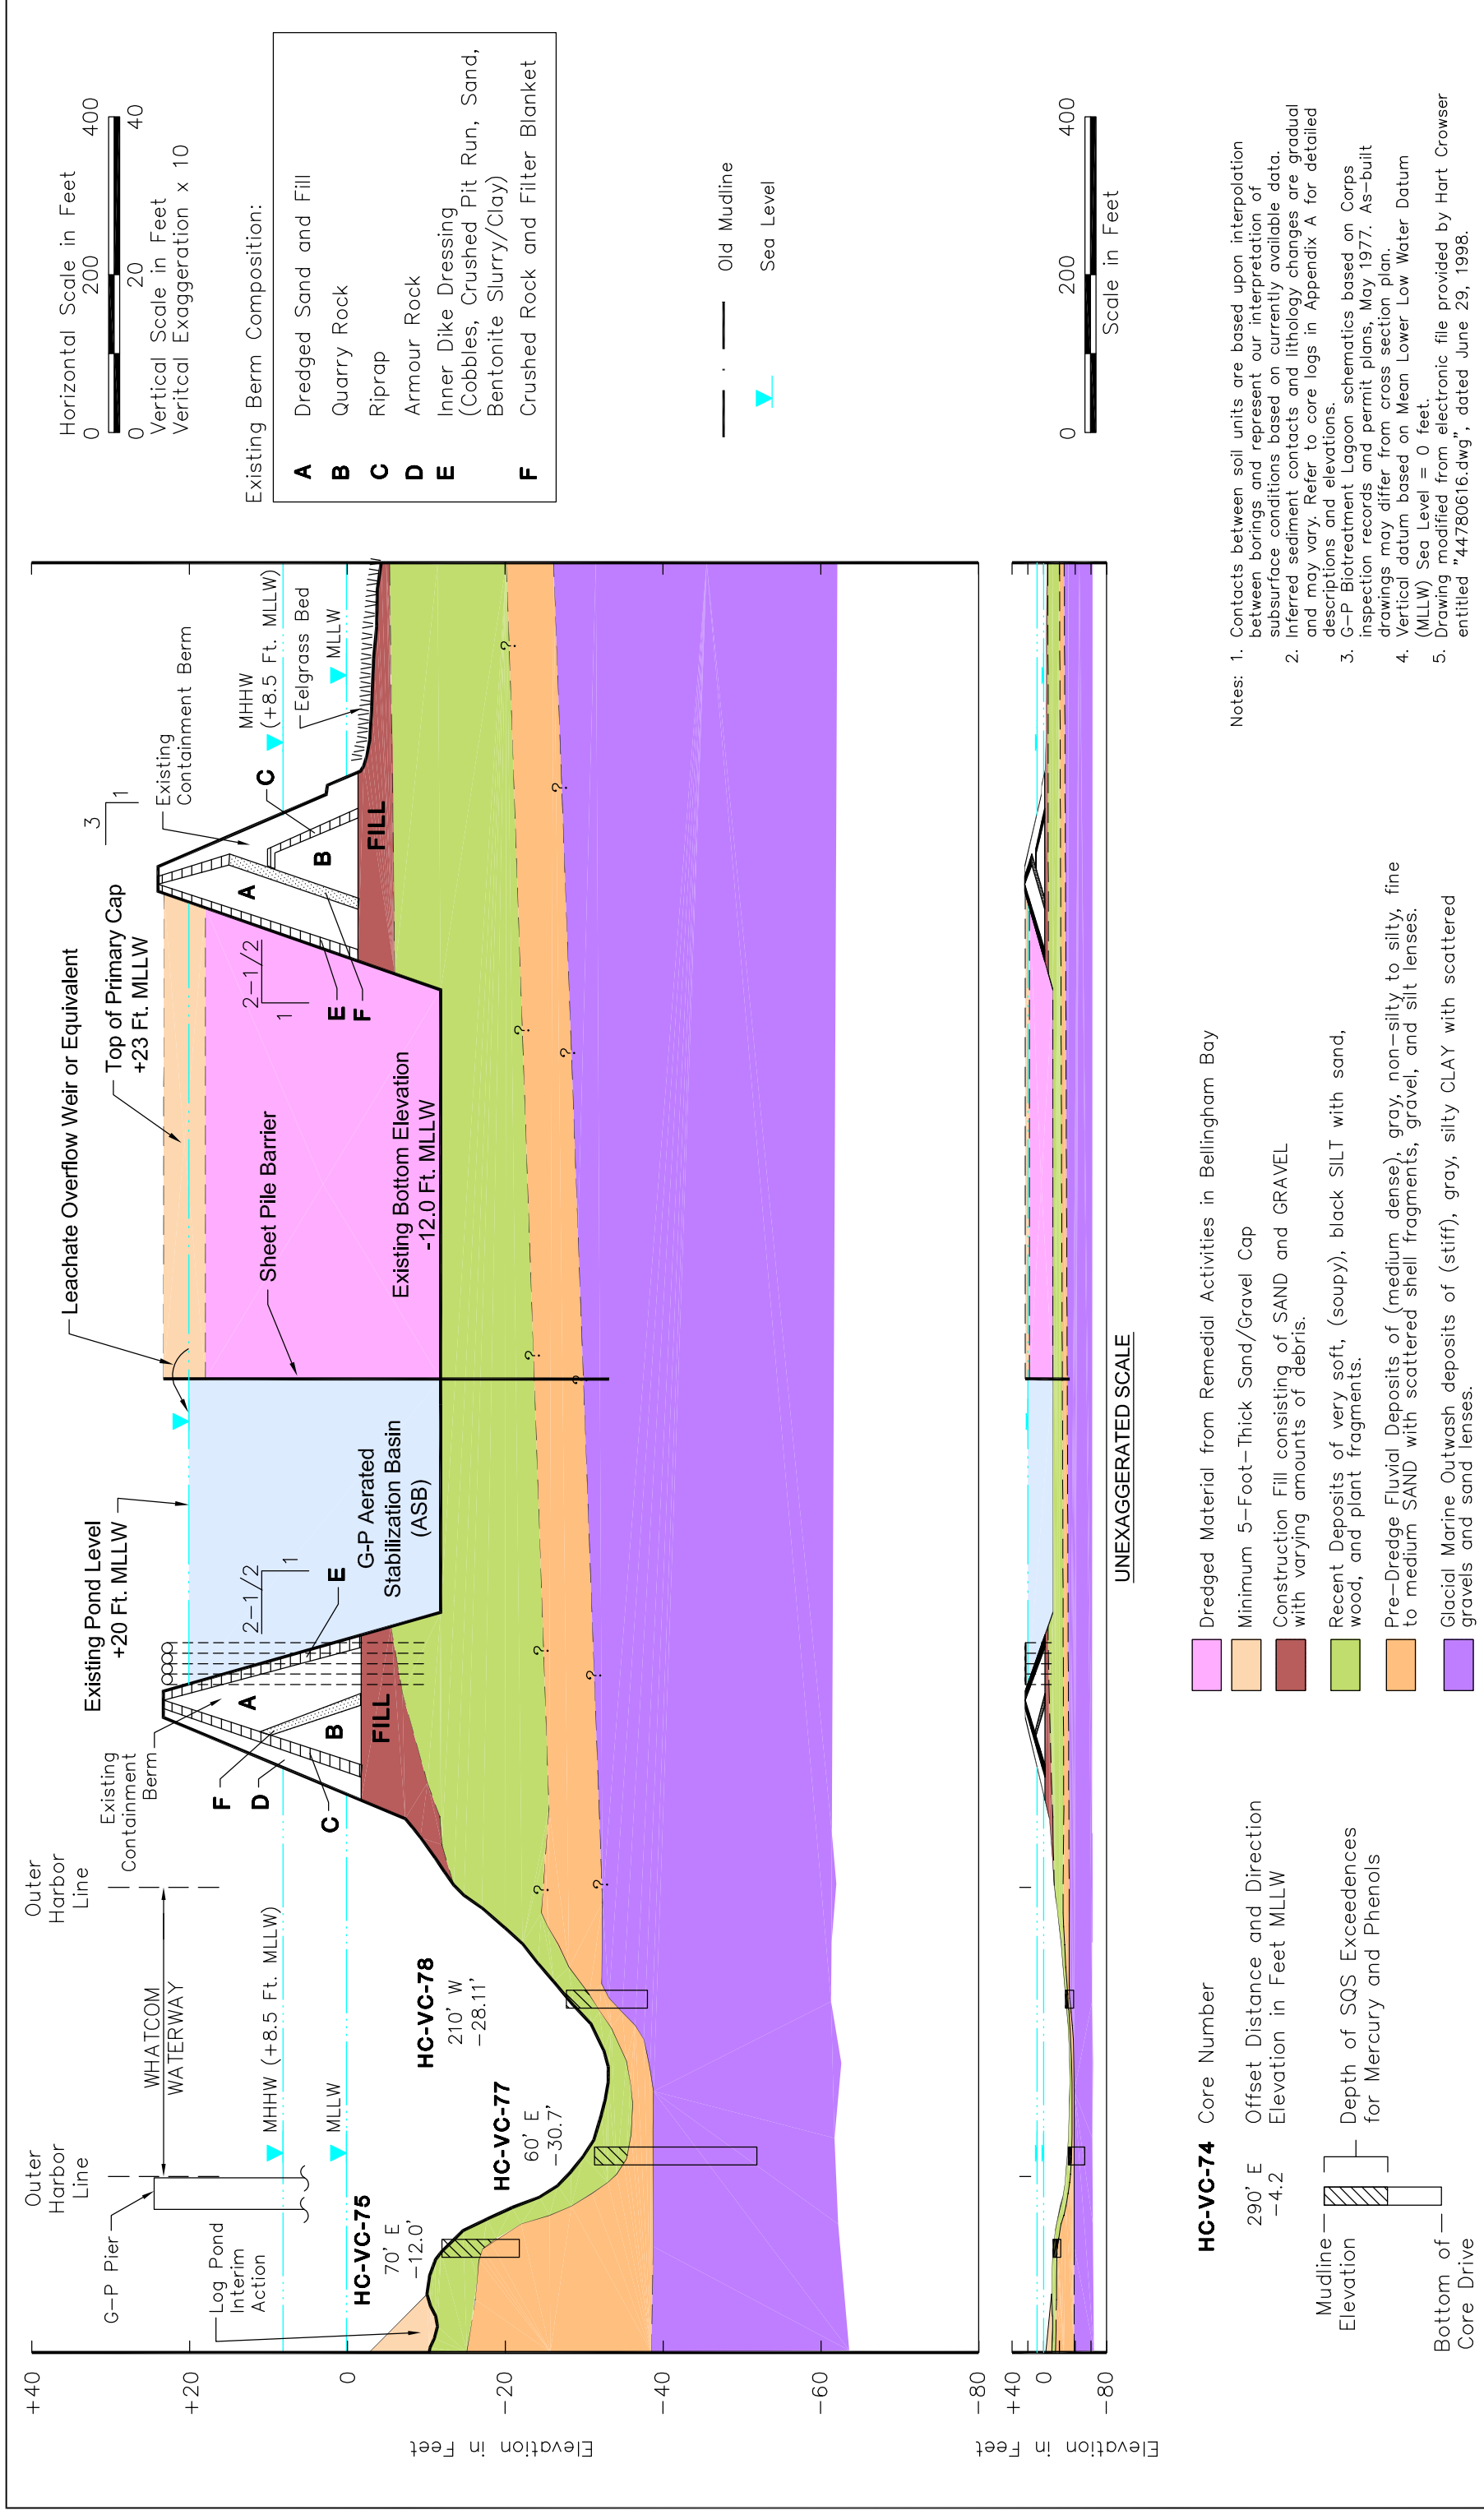 Horizontal Scale in Feet
0 200 400
0 20 40
Vertical Scale in Feet
Veritcal Exaggeration x 10
Existing Berm Composition:
A Dredged Sand and Fill
B Quarry Rock
C Riprap
D Armour Rock
E Inner Dike Dressing
(Cobbles, Crushed Pit Run, Sand,
Bentonite Slurry/Clay)
F Crushed Rock and Filter Blanket
Old Mudline
Sea Level
0 200 400
Scale in Feet
Outer
Harbor
Line
WHATCOM
WATERWAY
Outer
Harbor
Line
G-P Pier
Log Pond
Interim
Action
MHHW (+8.5 Ft. MLLW)
MLLW
HC-VC-75
70' E
-12.0'
HC-VC-77
60' E
-30.7'
HC-VC-78
210' W
-28.11'
Existing
Containment
Berm
F
D
C
A
B
FILL
E
2-1/2
1
Existing Pond Level
+20 Ft. MLLW
G-P Aerated
Stabilization Basin
(ASB)
Leachate Overflow Weir or Equivalent
Top of Primary Cap
+23 Ft. MLLW
Sheet Pile Barrier
Existing Bottom Elevation
-12.0 Ft. MLLW
2-1/2
1
E
F
A
B
C
FILL
3
1
Existing
Containment Berm
MHHW
(+8.5 Ft. MLLW)
Eelgrass Bed
MLLW
? ? ? ? ? ?
? ? ? ? ?
+40
+20
0
-20
-40
-60
-80
Elevation in Feet
+40
0
-80
Elevation in Feet
UNEXAGGERATED SCALE
HC-VC-74 Core Number
290' E Offset Distance and Direction
-4.2 Elevation in Feet MLLW
Mudline
Elevation
Depth of SQS Exceedences
for Mercury and Phenols
Bottom of
Core Drive
Dredged Material from Remedial Activities in Bellingham Bay
Minimum 5-Foot-Thick Sand/Gravel Cap
Construction Fill consisting of SAND and GRAVEL
with varying amounts of debris.
Recent Deposits of very soft, (soupy), black SILT with sand,
wood, and plant fragments.
Pre-Dredge Fluvial Deposits of (medium dense), gray, non-silty to silty, fine
to medium SAND with scattered shell fragments, gravel, and silt lenses.
Glacial Marine Outwash deposits of (stiff), gray, silty CLAY with scattered
gravels and sand lenses.
Notes: 1. Contacts between soil units are based upon interpolation
between borings and represent our interpretation of
subsurface conditions based on currently available data.
2. Inferred sediment contacts and lithology changes are gradual
and may vary. Refer to core logs in Appendix A for detailed
descriptions and elevations.
3. G-P Biotreatment Lagoon schematics based on Corps
inspection records and permit plans, May 1977. As-built
drawings may differ from cross section plan.
4. Vertical datum based on Mean Lower Low Water Datum
(MLLW) Sea Level = 0 feet.
5. Drawing modified from electronic file provided by Hart Crowser
entitled "44780616.dwg", dated June 29, 1998.